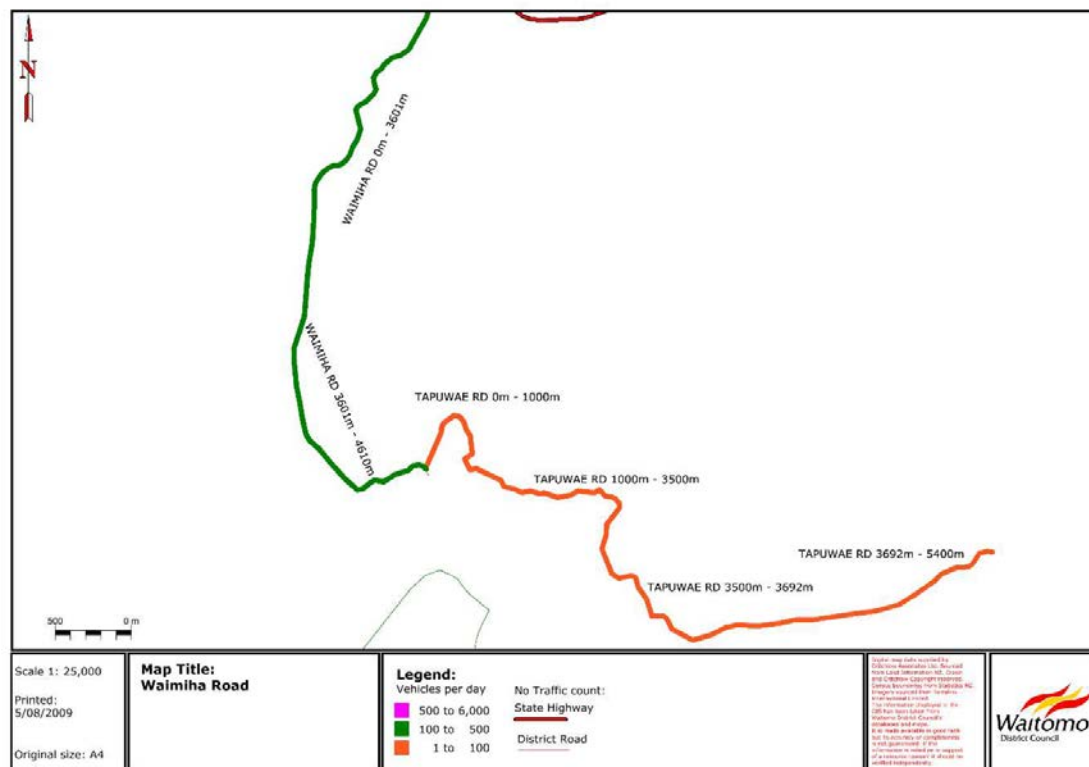 N
WAIMIHA RD 0m - 3601m
WAIMIHA RD 3601m - 4610m
TAPUWAE RD 0m - 1000m
TAPUWAE RD 1000m - 3500m
TAPUWAE RD 3692m - 5400m
TAPUWAE RD 3500m - 3692m
500 0 m
Scale 1: 25,000
Printed:
5/08/2009
Original size: A4
Map Title:
Waimiha Road
Legend:
Vehicles per day
500 to 6,000
100 to 500
1 to 100
No Traffic count:
State Highway
District Road
Waitomo
District Council